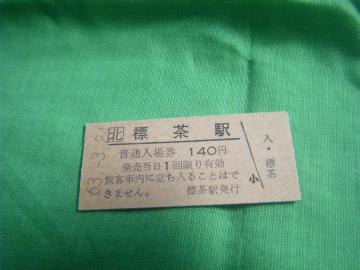 北 標茶駅
普通入場券 140円
発売当日1回限り有効
旅客車内に立ち入ることはで
きません。 標茶駅発行
入・標茶
小
63-3-2